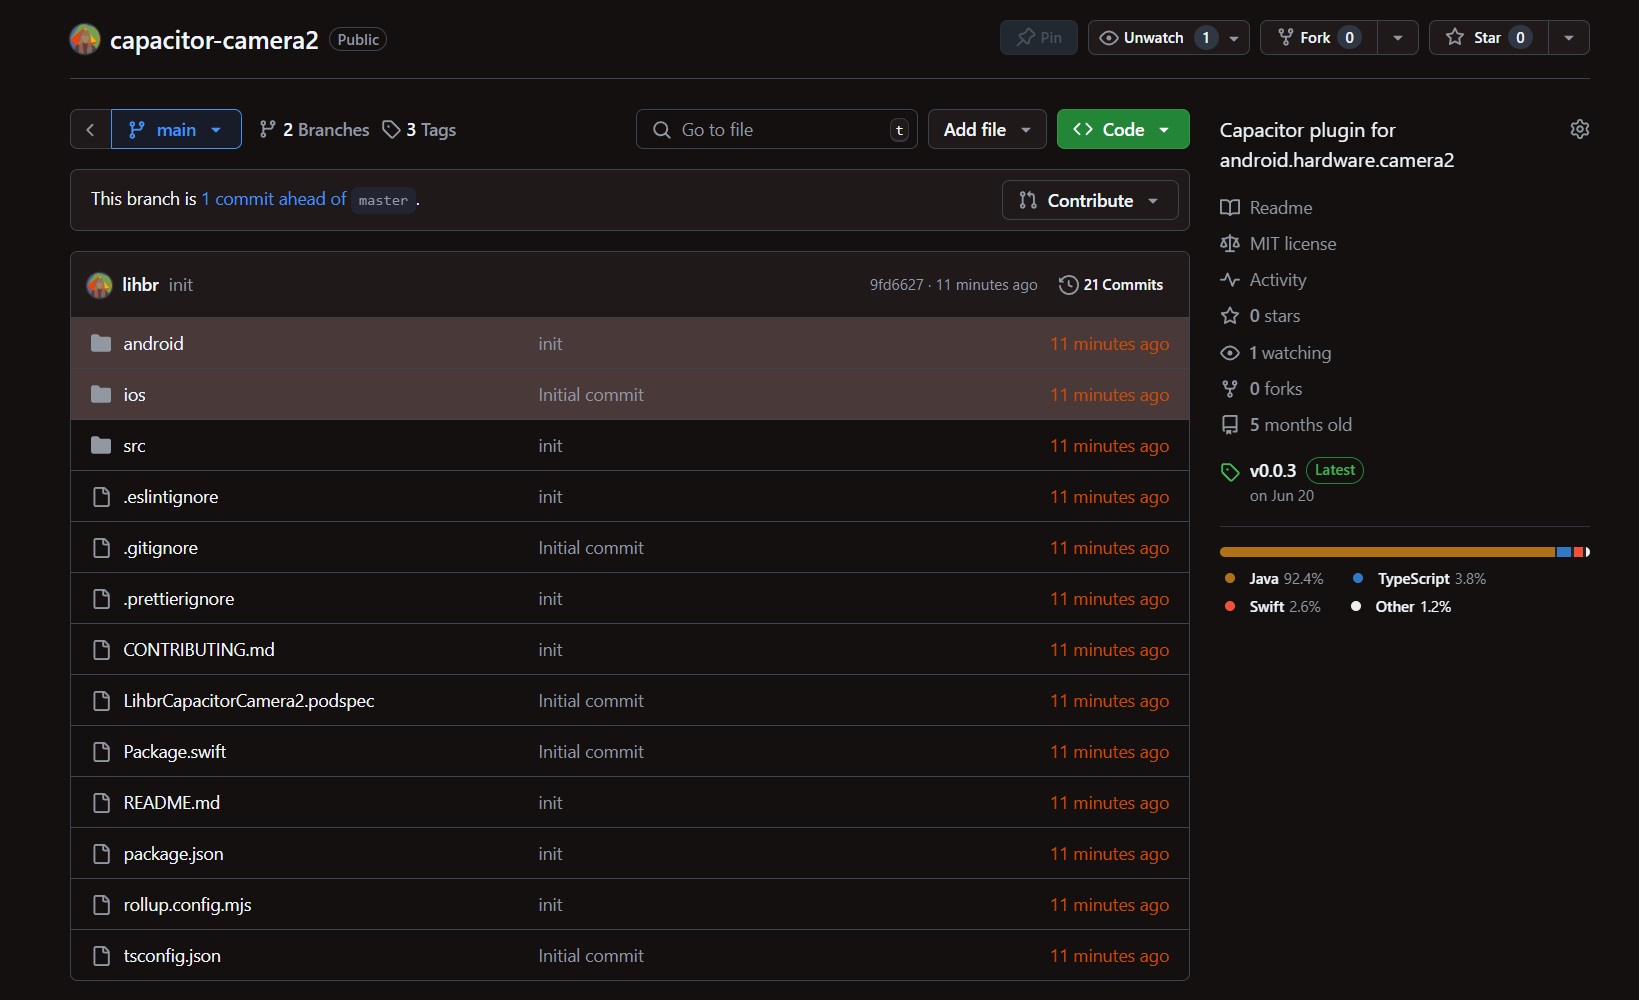 capacitor-camera2 Public Pin Unwatch 1 Fork 0 Star 0
main 2 Branches 3 Tags Go to file t Add file Code
This branch is 1 commit ahead of master. Contribute
lihbr init 9fd6627 · 11 minutes ago 21 Commits
android init 11 minutes ago
ios Initial commit 11 minutes ago
src init 11 minutes ago
.eslintignore init 11 minutes ago
.gitignore Initial commit 11 minutes ago
.prettierignore init 11 minutes ago
CONTRIBUTING.md init 11 minutes ago
LihbrCapacitorCamera2.podspec Initial commit 11 minutes ago
Package.swift Initial commit 11 minutes ago
README.md init 11 minutes ago
package.json init 11 minutes ago
rollup.config.mjs init 11 minutes ago
tsconfig.json Initial commit 11 minutes ago
Capacitor plugin for
android.hardware.camera2
Readme
MIT license
Activity
0 stars
1 watching
0 forks
5 months old
v0.0.3 Latest
on Jun 20
Java 92.4% TypeScript 3.8%
Swift 2.6% Other 1.2%